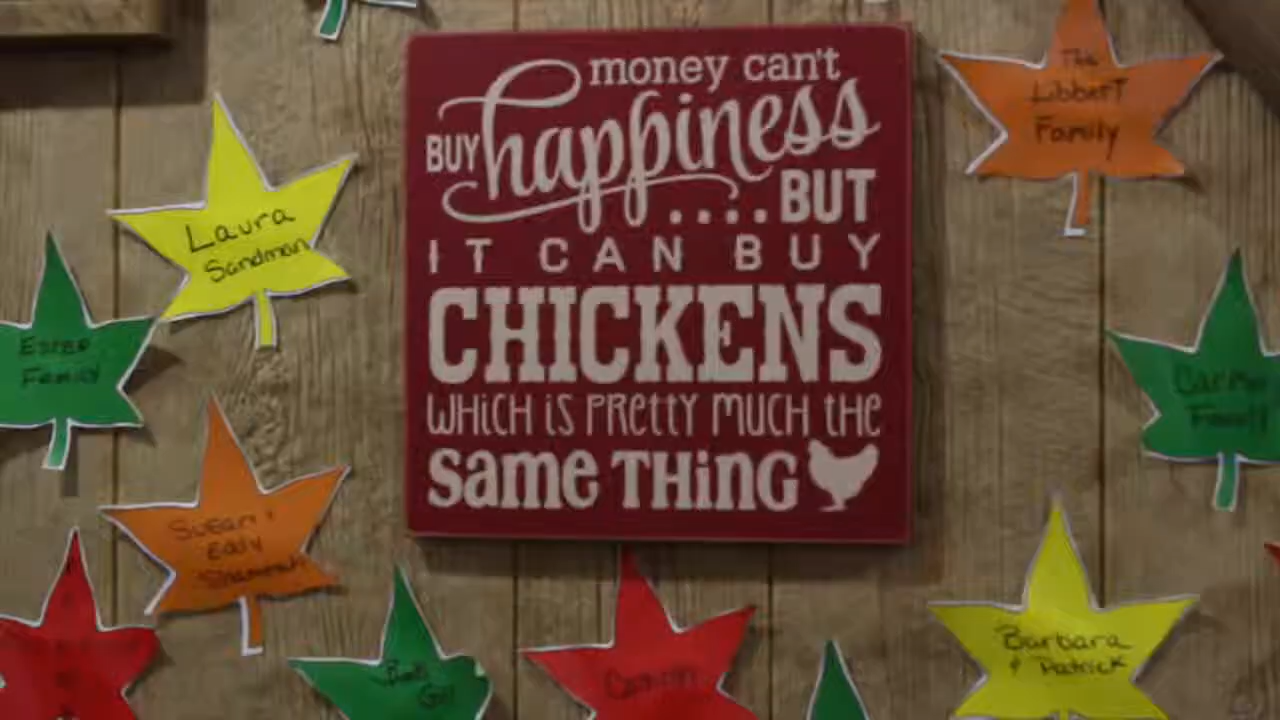 money can't
BUY happiness
....BUT
IT CAN BUY
CHICKENS
WHiCH iS PReTTY MUCH THe
Same THiNG
The
Libbert
Family
Laura
Sandman
Family
Barbara
& Patrick